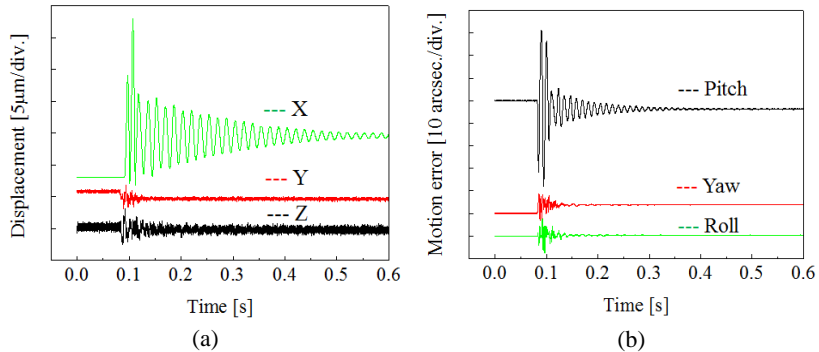 Displacement [5μm/div.]
X
Y
Z
0.0 0.1 0.2 0.3 0.4 0.5 0.6
Time [s]
(a)
Motion error [10 arcsec./div.]
Pitch
Yaw
Roll
0.0 0.1 0.2 0.3 0.4 0.5 0.6
Time [s]
(b)